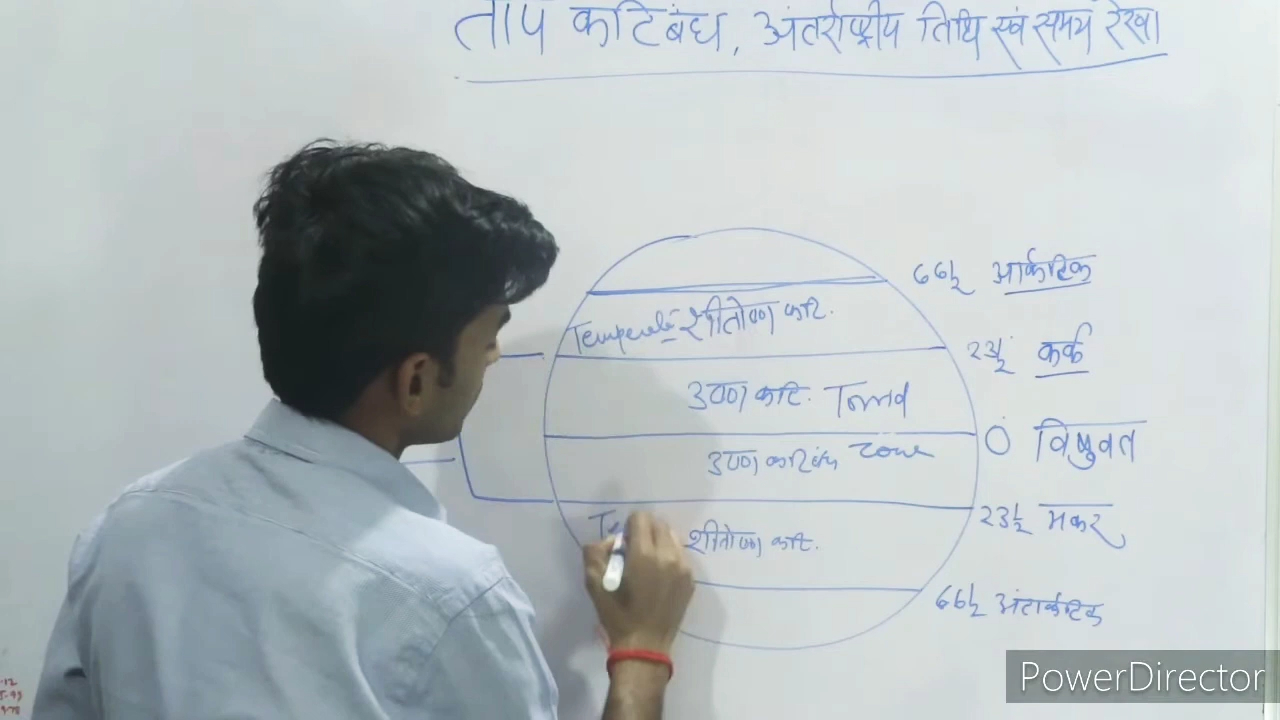 ताप कटिबंध, अंतर्राष्ट्रीय तिथि एवं समय रेखा
66½ आर्कटिक
Temperate शीतोष्ण कटि.
23½ कर्क
उष्ण कटि.
0° विषुवत
उष्ण कटिबंध zone
23½ मकर
Te
शीतोष्ण कटि.
66½ अंटार्कटिक
PowerDirector